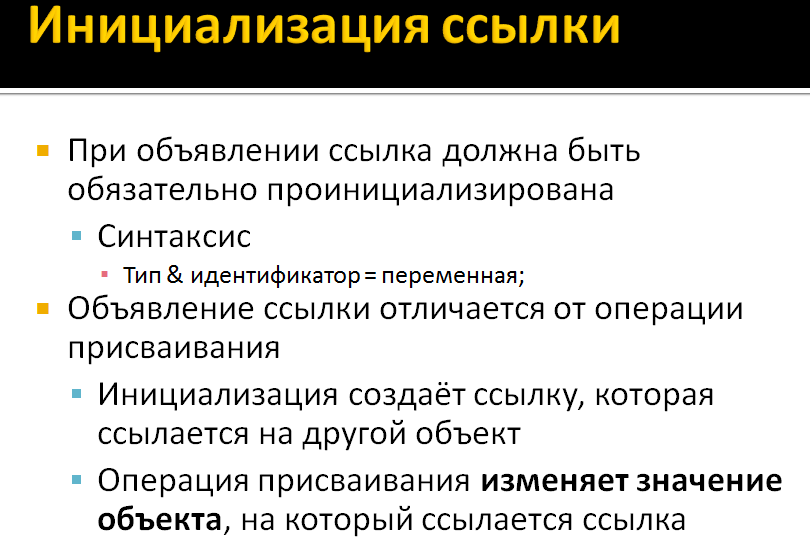 Инициализация ссылки
При объявлении ссылка должна быть
обязательно проинициализирована
Синтаксис
Тип & идентификатор = переменная;
Объявление ссылки отличается от операции
присваивания
Инициализация создаёт ссылку, которая
ссылается на другой объект
Операция присваивания изменяет значение
объекта, на который ссылается ссылка